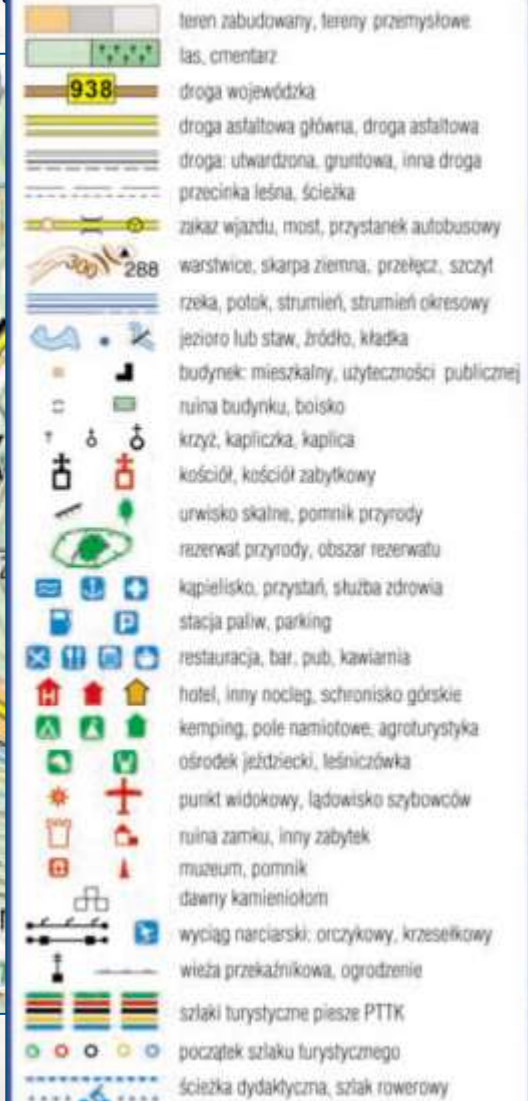 teren zabudowany, tereny przemysłowe
las, cmentarz
938 droga wojewódzka
droga asfaltowa główna, droga asfaltowa
droga: utwardzona, gruntowa, inna droga
przecinka leśna, ścieżka
zakaz wjazdu, most, przystanek autobusowy
300 288 warstwice, skarpa ziemna, przełęcz, szczyt
rzeka, potok, strumień, strumień okresowy
jezioro lub staw, źródło, kładka
budynek: mieszkalny, użyteczności publicznej
ruina budynku, boisko
krzyż, kapliczka, kaplica
kościół, kościół zabytkowy
urwisko skalne, pomnik przyrody
rezerwat przyrody, obszar rezerwatu
kąpielisko, przystań, służba zdrowia
P stacja paliw, parking
restauracja, bar, pub, kawiarnia
H hotel, inny nocleg, schronisko górskie
kemping, pole namiotowe, agroturystyka
ośrodek jeździecki, leśniczówka
punkt widokowy, lądowisko szybowców
ruina zamku, inny zabytek
muzeum, pomnik
dawny kamieniołom
wyciąg narciarski: orczykowy, krzesełkowy
wieża przekaźnikowa, ogrodzenie
szlaki turystyczne piesze PTTK
początek szlaku turystycznego
ścieżka dydaktyczna, szlak rowerowy